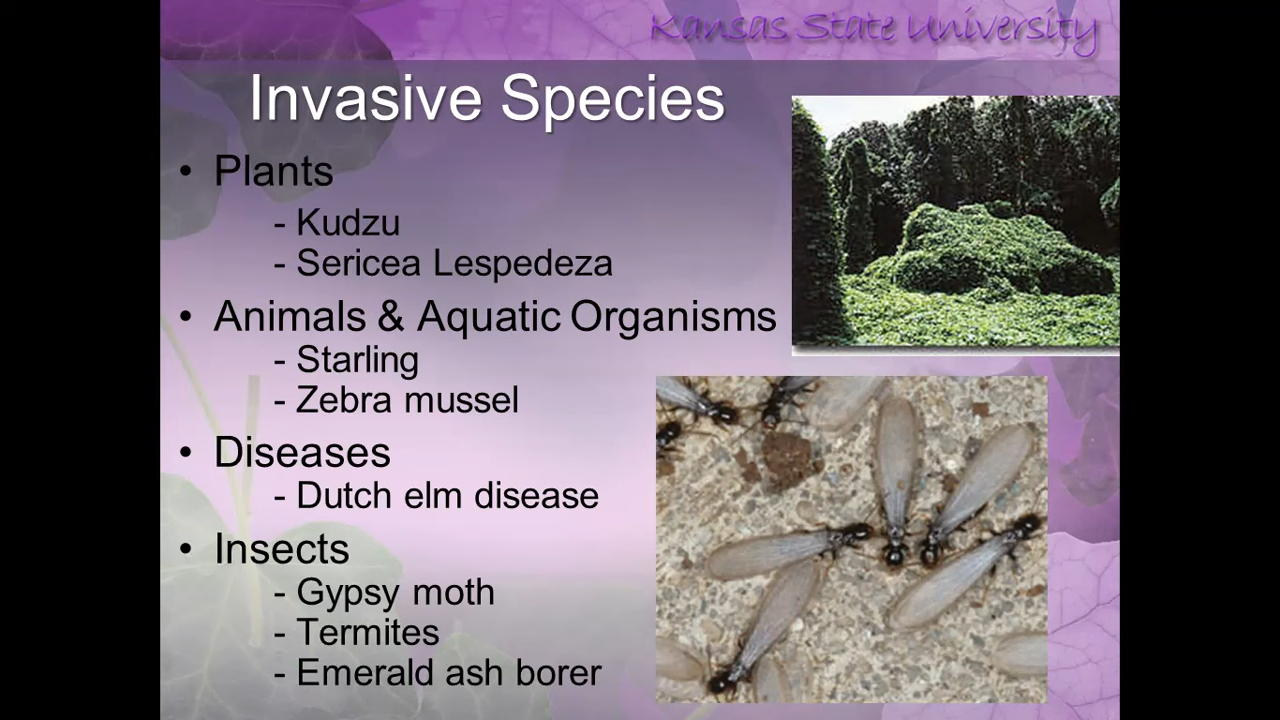 Kansas State University
Invasive Species
• Plants
- Kudzu
- Sericea Lespedeza
• Animals & Aquatic Organisms
- Starling
- Zebra mussel
• Diseases
- Dutch elm disease
• Insects
- Gypsy moth
- Termites
- Emerald ash borer